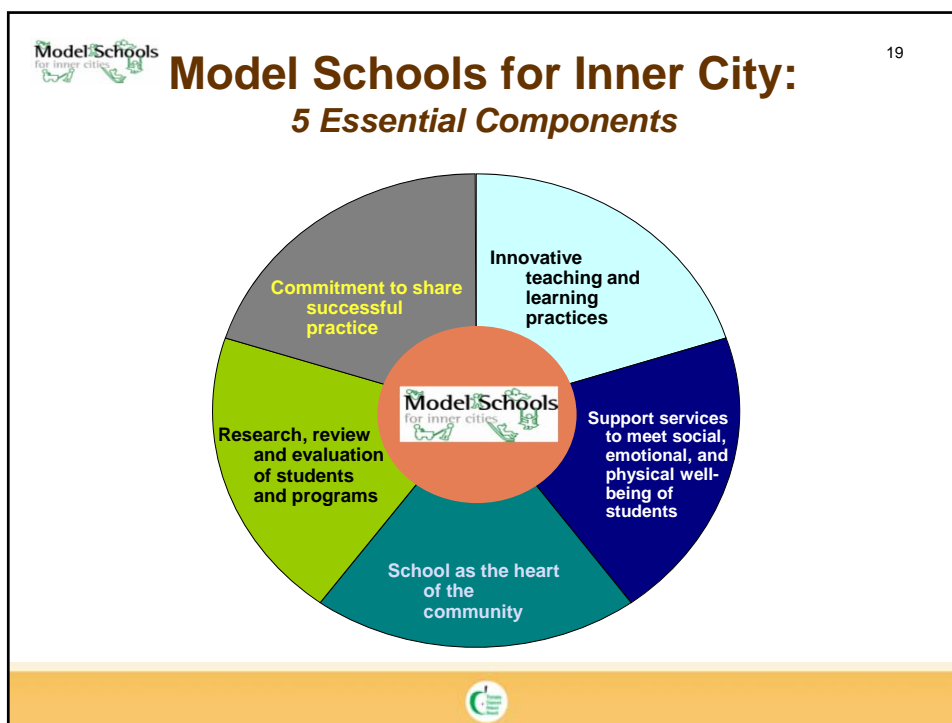 Model Schools
for inner cities
Model Schools for Inner City:
5 Essential Components
19
Innovative
teaching and
learning
practices
Support services
to meet social,
emotional, and
physical well-
being of
students
School as the heart
of the
community
Research, review
and evaluation
of students
and programs
Commitment to share
successful
practice
Model Schools
for inner cities